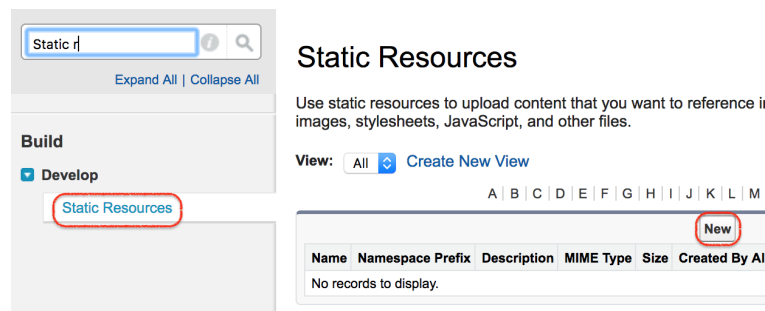 Static r
Expand All | Collapse All
Build
Develop
Static Resources
Static Resources
Use static resources to upload content that you want to reference i
images, stylesheets, JavaScript, and other files.
View: All Create New View
A | B | C | D | E | F | G | H | I | J | K | L | M
New
Name Namespace Prefix Description MIME Type Size Created By Al
No records to display.